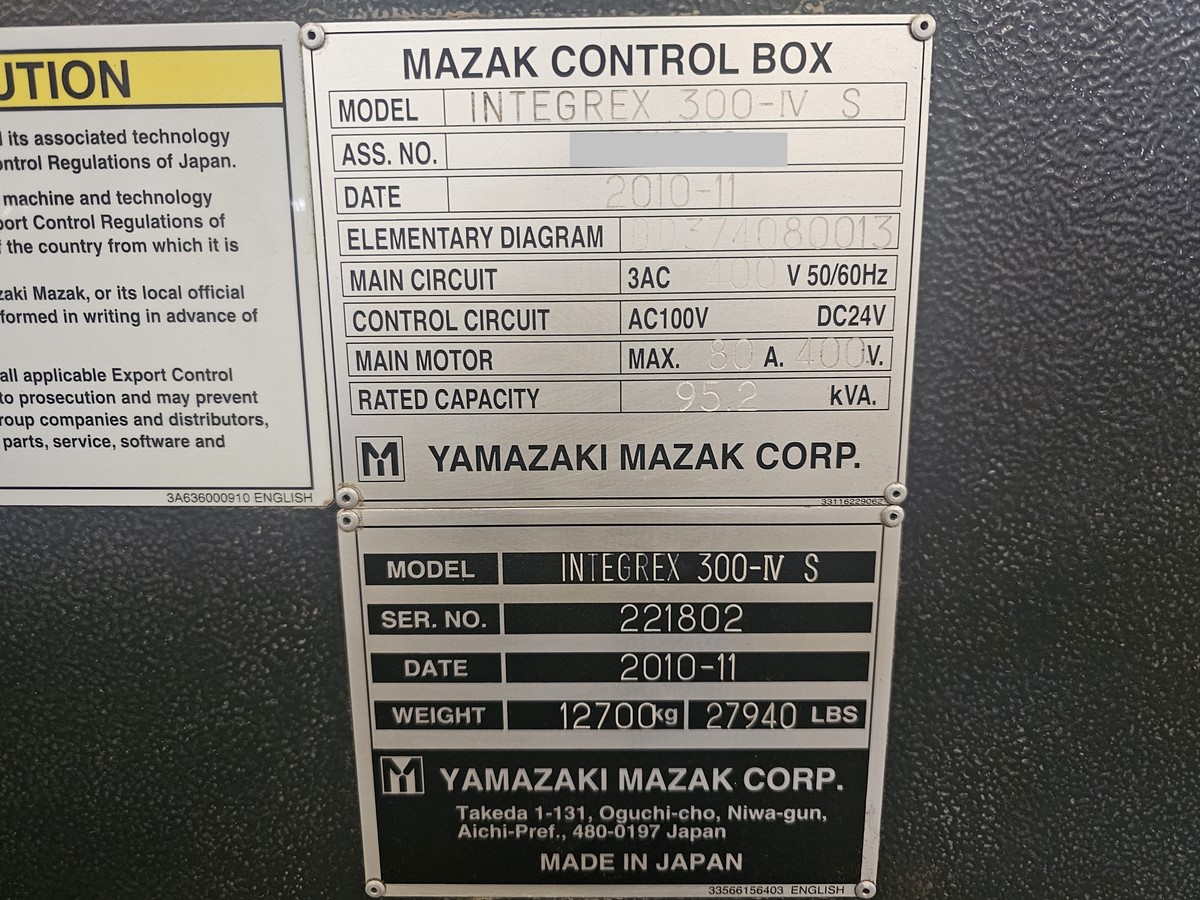 UTION
its associated technology
ontrol Regulations of Japan.
machine and technology
port Control Regulations of
f the country from which it is
zaki Mazak, or its local official
formed in writing in advance of
all applicable Export Control
to prosecution and may prevent
roup companies and distributors,
parts, service, software and
3A636000910 ENGLISH
MAZAK CONTROL BOX
MODEL INTEGREX 300-IV S
ASS. NO.
DATE 2010-11
ELEMENTARY DIAGRAM DD374080013
MAIN CIRCUIT 3AC 400 V 50/60Hz
CONTROL CIRCUIT AC100V DC24V
MAIN MOTOR MAX. 80 A. 400 V.
RATED CAPACITY 95.2 kVA.
M YAMAZAKI MAZAK CORP.
33116229062
MODEL INTEGREX 300-IV S
SER. NO. 221802
DATE 2010-11
WEIGHT 12700kg 27940 LBS
M YAMAZAKI MAZAK CORP.
Takeda 1-131, Oguchi-cho, Niwa-gun,
Aichi-Pref., 480-0197 Japan
MADE IN JAPAN
33566156403 ENGLISH